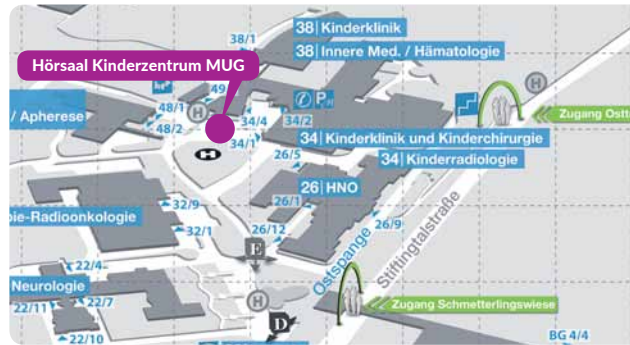 38|Kinderklinik
38/1
38|Innere Med. / Hämatologie
Hörsaal Kinderzentrum MUG
49
H
H
P
/ Apherese
48/1
48/2
34/4
34/2
Zugang Ostt
34/1
34|Kinderklinik und Kinderchirurgie
H
26/5
34|Kinderradiologie
26|HNO
32/9
26/1
pie-Radioonkologie
32/1
26/12
26/9
E
Ostspange
Stiftingtalstraße
22/4
Neurologie
22/11
22/7
H
Zugang Schmetterlingswiese
D
22/10
BG 4/4